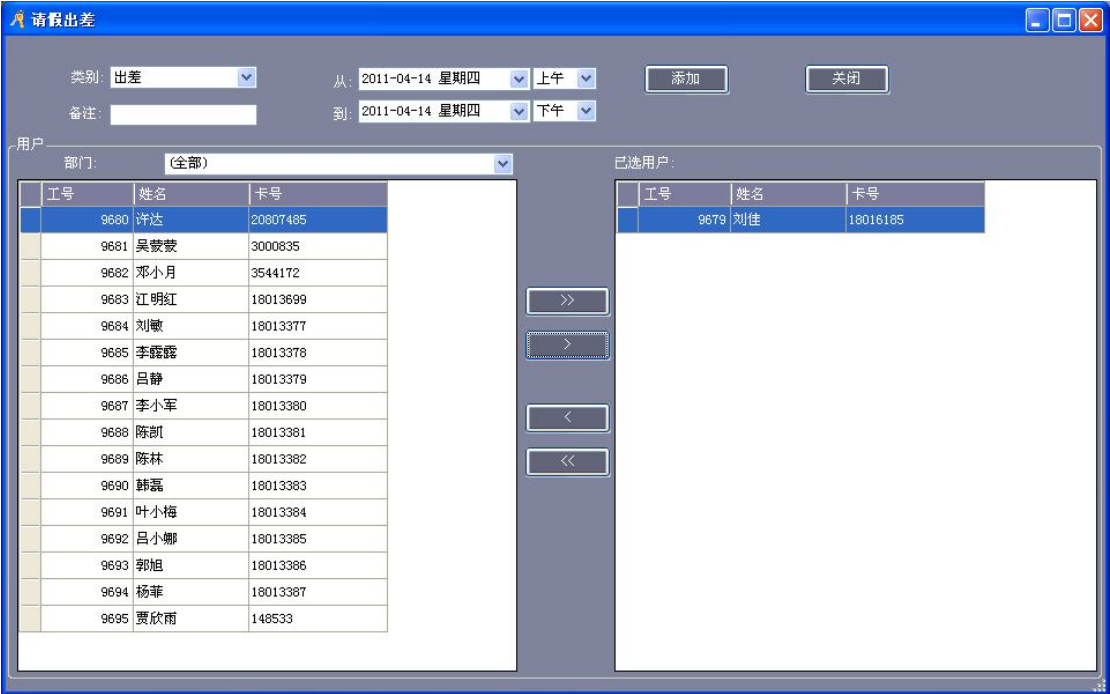 请假出差
类别: 出差 从: 2011-04-14 星期四 上午 添加 关闭
备注: 到: 2011-04-14 星期四 下午
用户
部门: (全部) 已选用户:
工号 姓名 卡号 工号 姓名 卡号
9680 许达 20807485 9679 刘佳 18016185
9681 吴蒙蒙 3000835
9682 邓小月 3544172
9683 江明红 18013699
>>
9684 刘敏 18013377
>
9685 李露露 18013378
9686 吕静 18013379
9687 李小军 18013380
<
9688 陈凯 18013381
9689 陈林 18013382
<<
9690 韩磊 18013383
9691 叶小梅 18013384
9692 吕小娜 18013385
9693 郭旭 18013386
9694 杨菲 18013387
9695 贾欣雨 148533